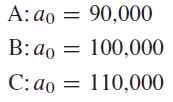 A: a₀ = 90,000
B: a₀ = 100,000
C: a₀ = 110,000